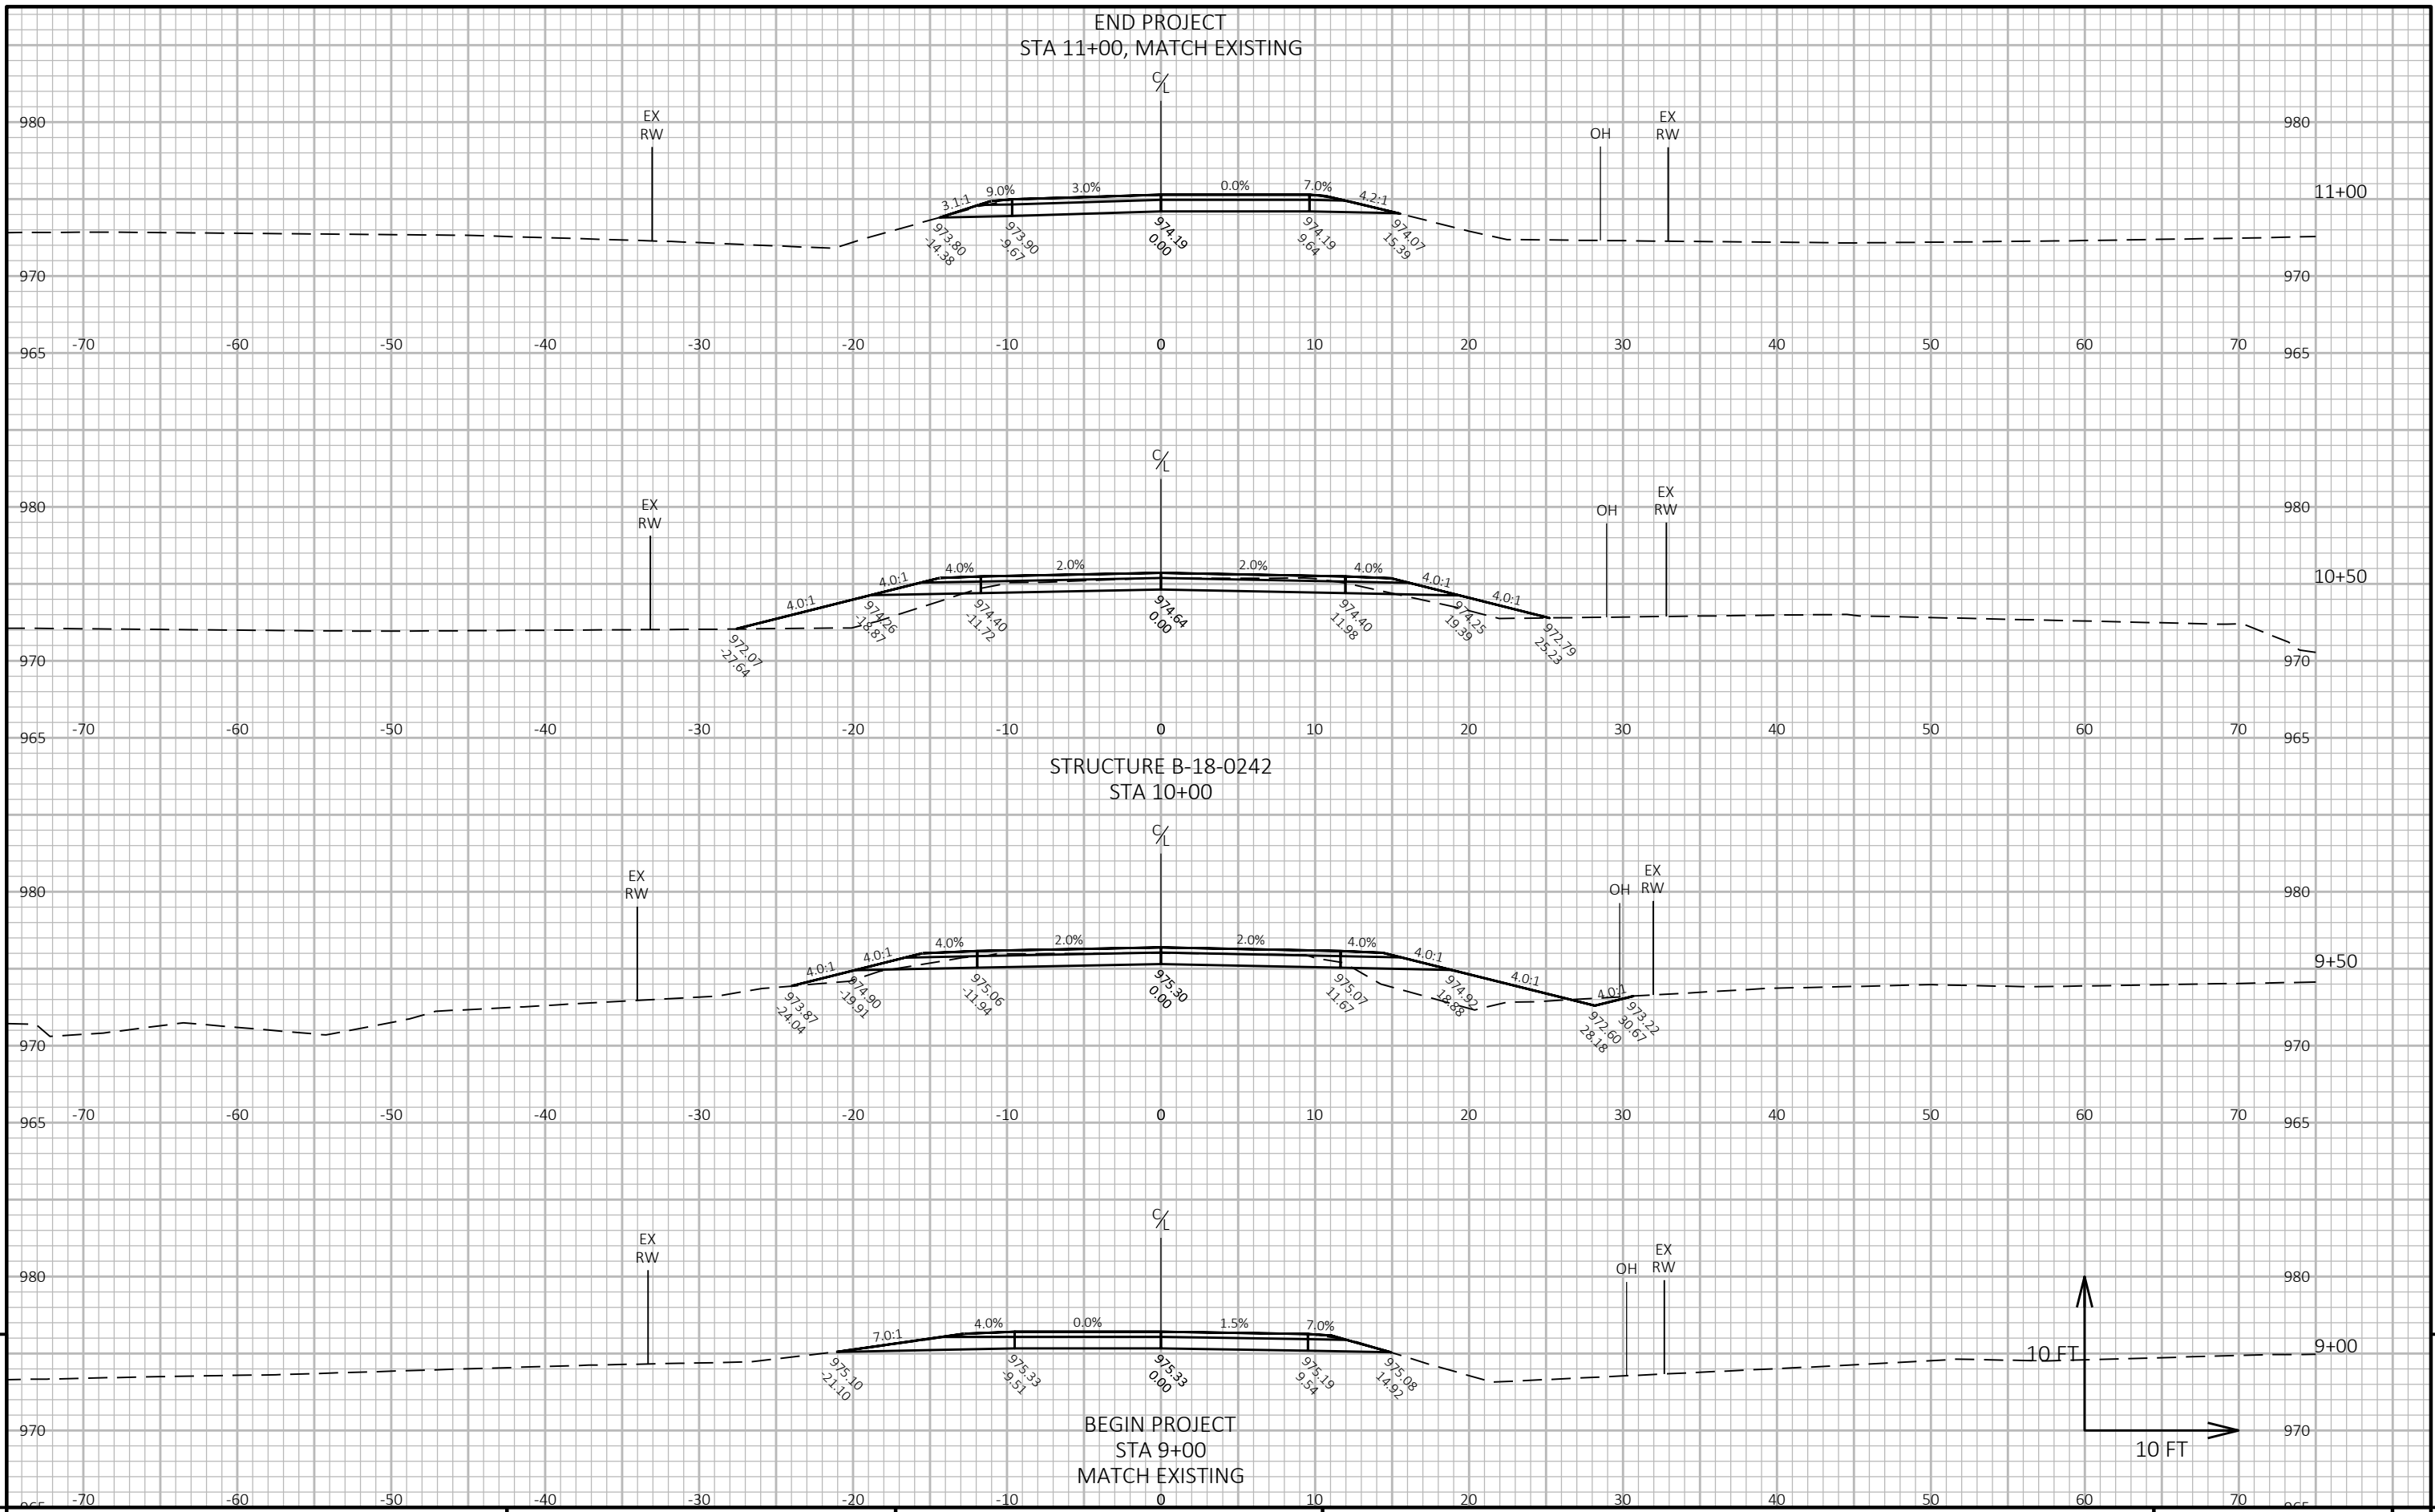 END PROJECT
STA 11+00, MATCH EXISTING
C/L
EX
RW
OH
EX
RW
980
980
3.1:1
9.0%
3.0%
0.0%
7.0%
4.2:1
11+00
973.80
-14.38
973.90
-9.67
974.19
0.00
974.19
9.64
974.07
15.39
970
970
965 -70 -60 -50 -40 -30 -20 -10 0 10 20 30 40 50 60 70 965
C/L
EX
RW
OH
EX
RW
980
980
4.0:1
4.0:1
4.0%
2.0%
2.0%
4.0%
4.0:1
4.0:1
10+50
972.07
-27.64
974.26
-18.87
974.40
-11.72
974.64
0.00
974.40
11.98
974.25
19.39
972.79
25.23
970
970
965 -70 -60 -50 -40 -30 -20 -10 0 10 20 30 40 50 60 70 965
STRUCTURE B-18-0242
STA 10+00
C/L
EX
RW
OH
EX
RW
980
980
4.0:1
4.0:1
4.0%
2.0%
2.0%
4.0%
4.0:1
4.0:1
4.0:1
9+50
973.87
-24.04
974.90
-19.91
975.06
-11.94
975.30
0.00
975.07
11.67
974.92
18.88
972.60
28.18
973.22
30.67
970
970
965 -70 -60 -50 -40 -30 -20 -10 0 10 20 30 40 50 60 70 965
C/L
EX
RW
OH
EX
RW
980
980
7.0:1
4.0%
0.0%
1.5%
7.0%
9+00
975.10
-21.10
975.33
-9.51
975.33
0.00
975.19
9.54
975.08
14.92
10 FT
10 FT
970
970
BEGIN PROJECT
STA 9+00
MATCH EXISTING
965 -70 -60 -50 -40 -30 -20 -10 0 10 20 30 40 50 60 70 965